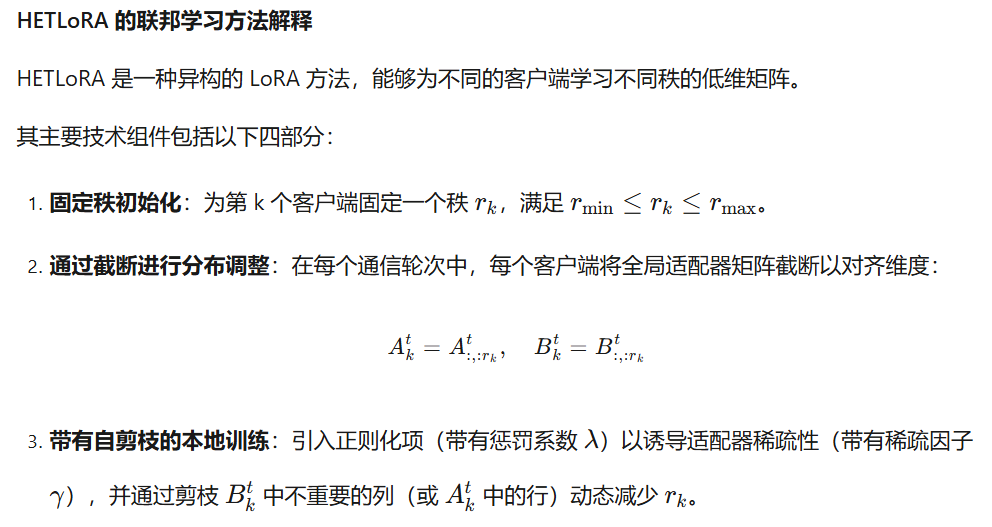 HETLoRA 的联邦学习方法解释
HETLoRA 是一种异构的 LoRA 方法，能够为不同的客户端学习不同秩的低维矩阵。
其主要技术组件包括以下四部分：
1. 固定秩初始化：为第 k 个客户端固定一个秩 $r_k$，满足 $r_{\min} \leq r_k \leq r_{\max}$。
2. 通过截断进行分布调整：在每个通信轮次中，每个客户端将全局适配器矩阵截断以对齐维度：
$A_k^t = A_{:,:r_k}^t, \quad B_k^t = B_{:,:r_k}^t$
3. 带有自剪枝的本地训练：引入正则化项（带有惩罚系数 $\lambda$）以诱导适配器稀疏性（带有稀疏因子
$\gamma$），并通过剪枝 $B_k^t$ 中不重要的列（或 $A_k^t$ 中的行）动态减少 $r_k$。